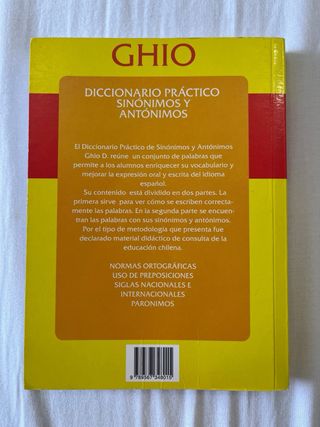 GHIO
DICCIONARIO PRÁCTICO
SINÓNIMOS Y
ANTÓNIMOS
El Diccionario Práctico de Sinónimos y Antónimos
Ghio D. reúne un conjunto de palabras que
permite a los alumnos enriquecer su vocabulario y
mejorar la expresión oral y escrita del idioma
español.
Su contenido está dividido en dos partes. La
primera sirve para ver cómo se escriben correcta-
mente las palabras. En la segunda parte se encuen-
tran las palabras con sus sinónimos y antónimos.
Por el tipo de metodología que presenta fue
declarado material didáctico de consulta de la
educación chilena.
NORMAS ORTOGRÁFICAS
USO DE PREPOSICIONES
SIGLAS NACIONALES E
INTERNACIONALES
PARONIMOS
9 789567 348015